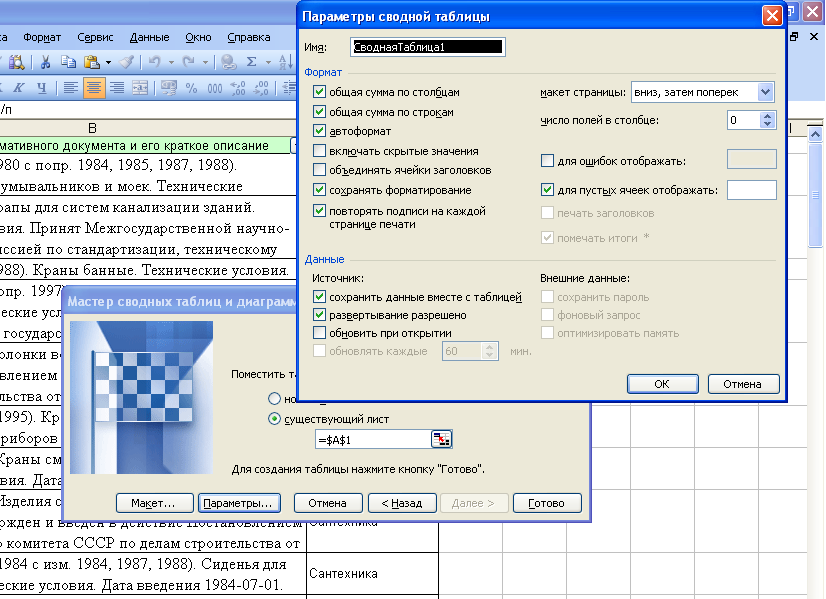 Параметры сводной таблицы
Формат Сервис Данные Окно Справка
К Ч % 000
/п
B
мативного документа и его краткое описание
980 с попр. 1984, 1985, 1987, 1988).
умывальников и моек. Технические
рапы для систем канализации зданий.
вия. Принят Межгосударственной научно-
иссией по стандартизации, техническому
988). Краны банные. Технические условия.
опр. 1997
ческие усл
государс
олонки в
влением
льства от
1995). Кр
риборов
Краны см
вия. Дата
Изделия с
ржден и введен в действие Постановлением
о комитета СССР по делам строительства от
1984 с изм. 1984, 1987, 1988). Сиденья для
еские условия. Дата введения 1984-07-01.
Сантехника
Сантехника
Имя: СводнаяТаблица1
Формат
общая сумма по столбцам
общая сумма по строкам
автоформат
включать скрытые значения
объединять ячейки заголовков
сохранять форматирование
повторять подписи на каждой
странице печати
макет страницы: вниз, затем поперек
число полей в столбце: 0
для ошибок отображать:
для пустых ячеек отображать:
печать заголовков
помечать итоги *
Данные
Источник:
сохранить данные вместе с таблицей
развертывание разрешено
обновить при открытии
обновлять каждые 60 мин.
Внешние данные:
сохранить пароль
фоновый запрос
оптимизировать память
OK Отмена
Мастер сводных таблиц и диаграмм
Поместить та
но
существующий лист
=$A$1
Для создания таблицы нажмите кнопку "Готово".
Макет... Параметры... Отмена < Назад Далее > Готово